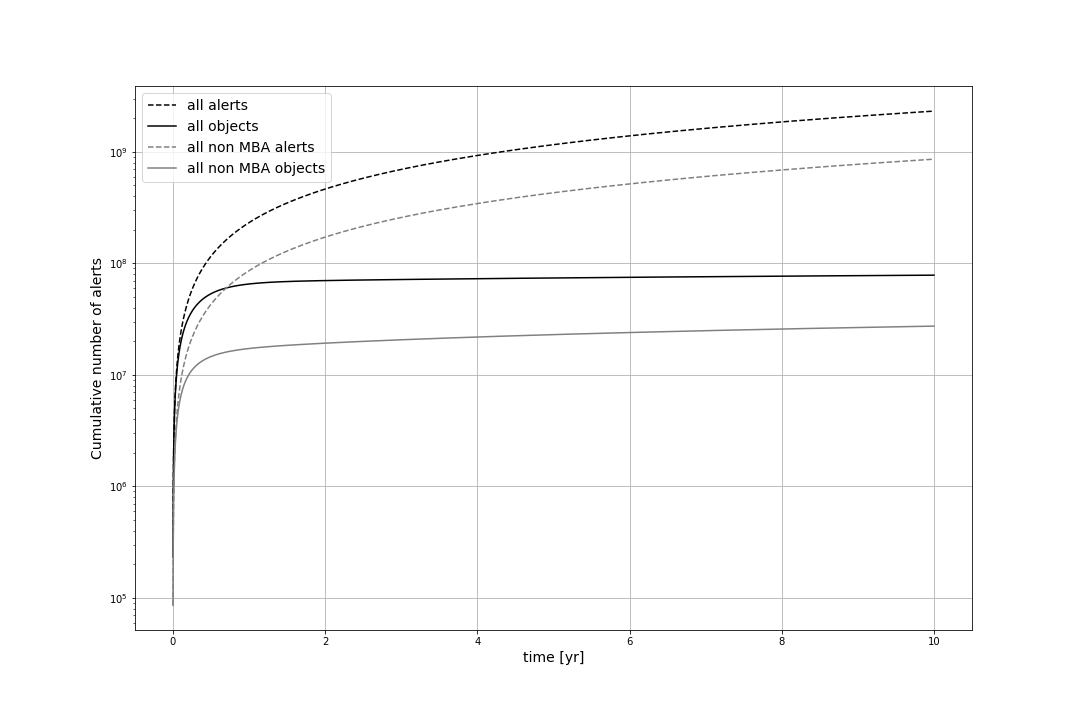 all alerts
all objects
all non MBA alerts
all non MBA objects
Cumulative number of alerts
10⁹
10⁸
10⁷
10⁶
10⁵
0 2 4 6 8 10
time [yr]